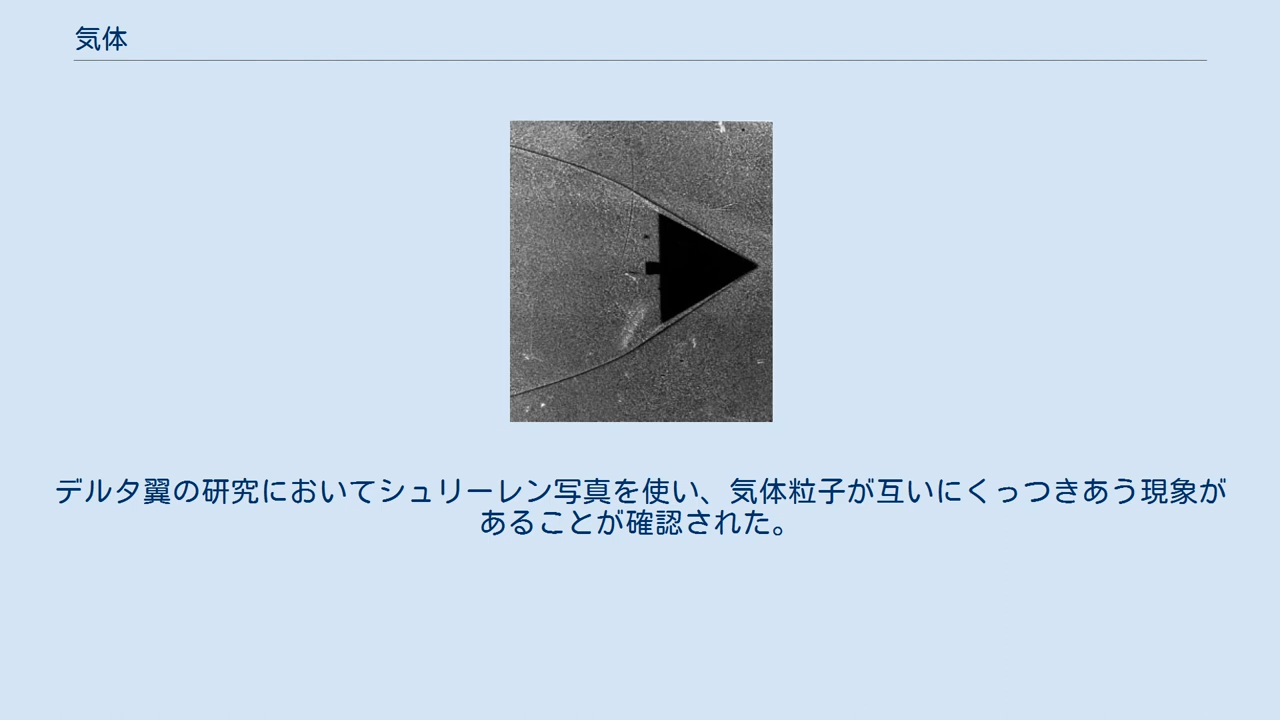 気体
デルタ翼の研究においてシュリーレン写真を使い、気体粒子が互いにくっつきあう現象が
あることが確認された。